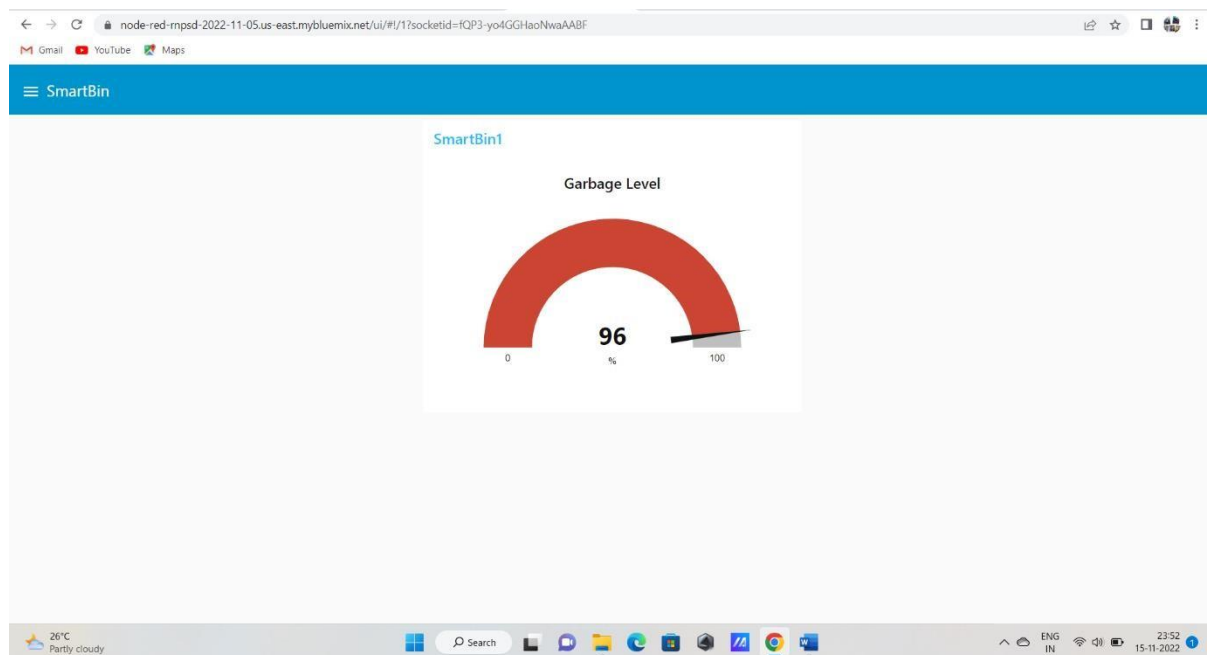 node-red-rnpsd-2022-11-05.us-east.mybluemix.net/ui/#!/1?socketid=fQP3-yo4GGHaoNwaAABF
Gmail YouTube Maps
SmartBin
SmartBin1
Garbage Level
96
%
0
100
26°C
Partly cloudy
Search
ENG
IN
23:52
15-11-2022
1